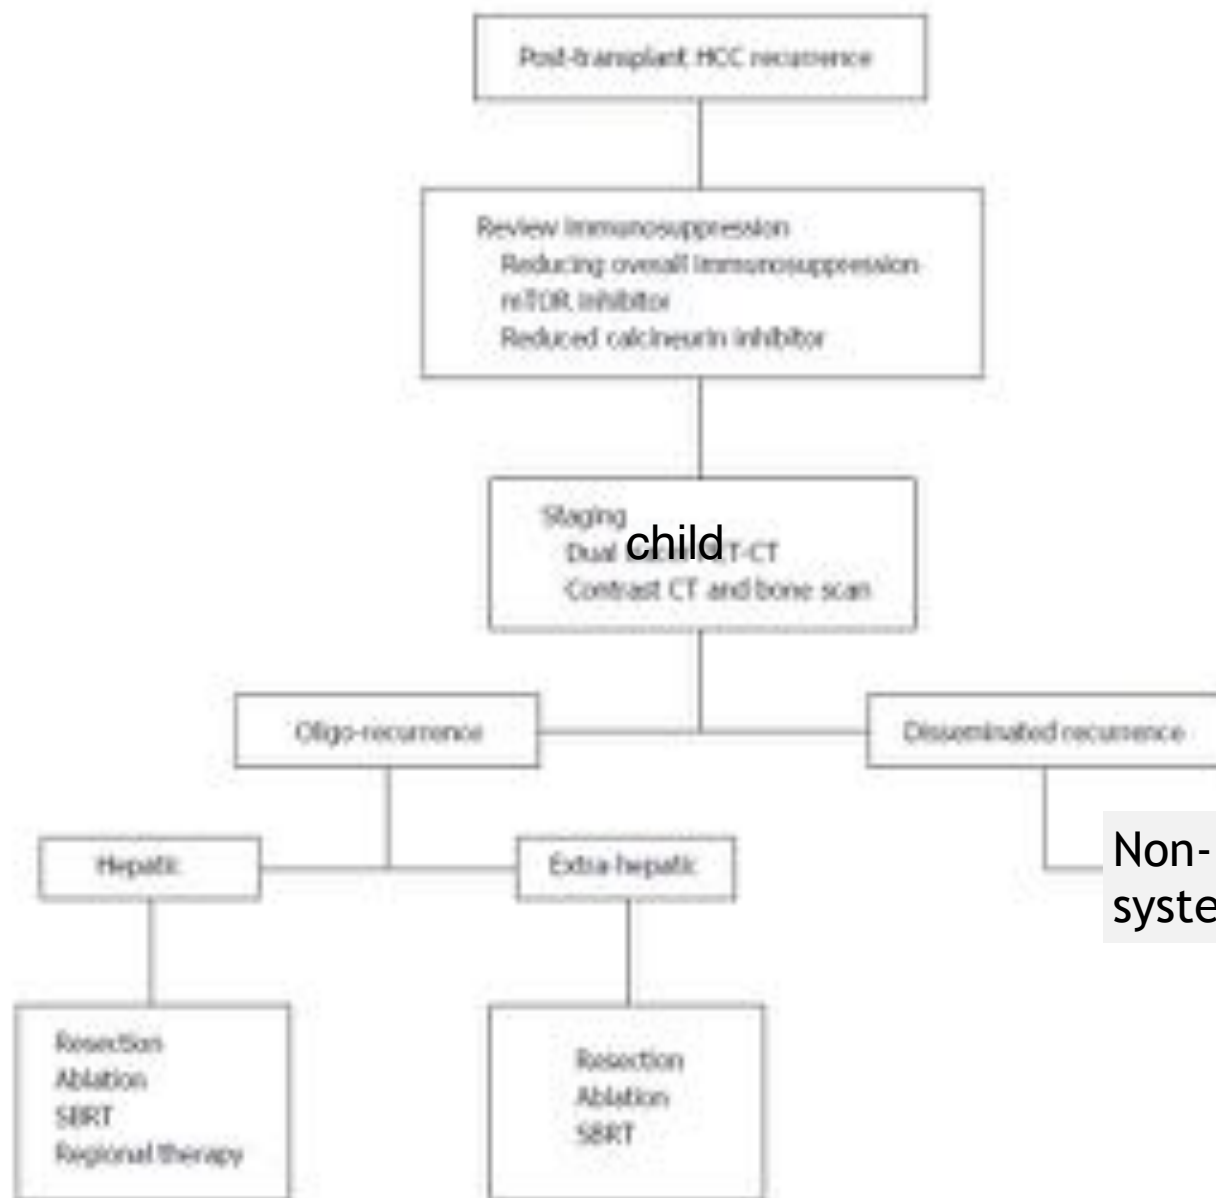 Post-transplant HCC recurrence
Review immunosuppression
Reducing overall immunosuppression
mTOR inhibitor
Reduced calcineurin inhibitor
Staging
child
Dual T-CT
Contrast CT and bone scan
Oligo-recurrence
Disseminated recurrence
Hepatic
Extra-hepatic
Non-
syste
Resection
Ablation
SBRT
Regional therapy
Resection
Ablation
SBRT